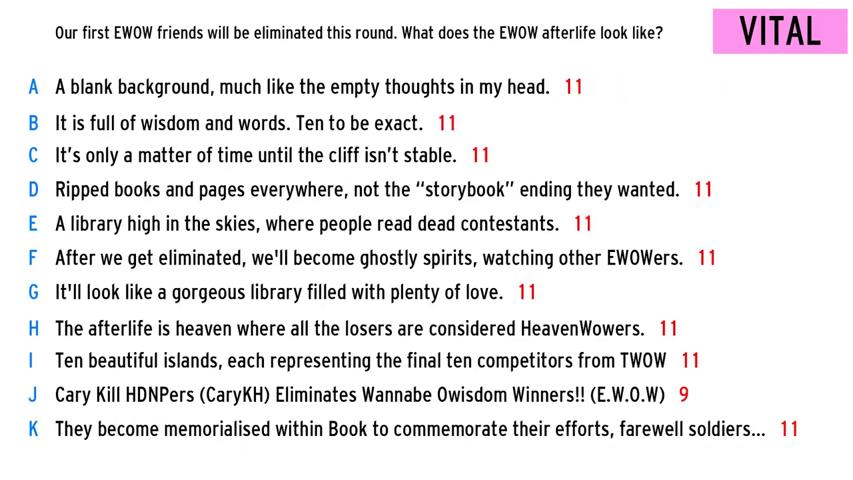 Our first EWOW friends will be eliminated this round. What does the EWOW afterlife look like?
VITAL
A A blank background, much like the empty thoughts in my head. 11
B It is full of wisdom and words. Ten to be exact. 11
C It’s only a matter of time until the cliff isn’t stable. 11
D Ripped books and pages everywhere, not the “storybook” ending they wanted. 11
E A library high in the skies, where people read dead contestants. 11
F After we get eliminated, we'll become ghostly spirits, watching other EWOWers. 11
G It'll look like a gorgeous library filled with plenty of love. 11
H The afterlife is heaven where all the losers are considered HeavenWowers. 11
I Ten beautiful islands, each representing the final ten competitors from TWOW 11
J Cary Kill HDNPers (CaryKH) Eliminates Wannabe Owisdom Winners!! (E.W.O.W) 9
K They become memorialised within Book to commemorate their efforts, farewell soldiers... 11